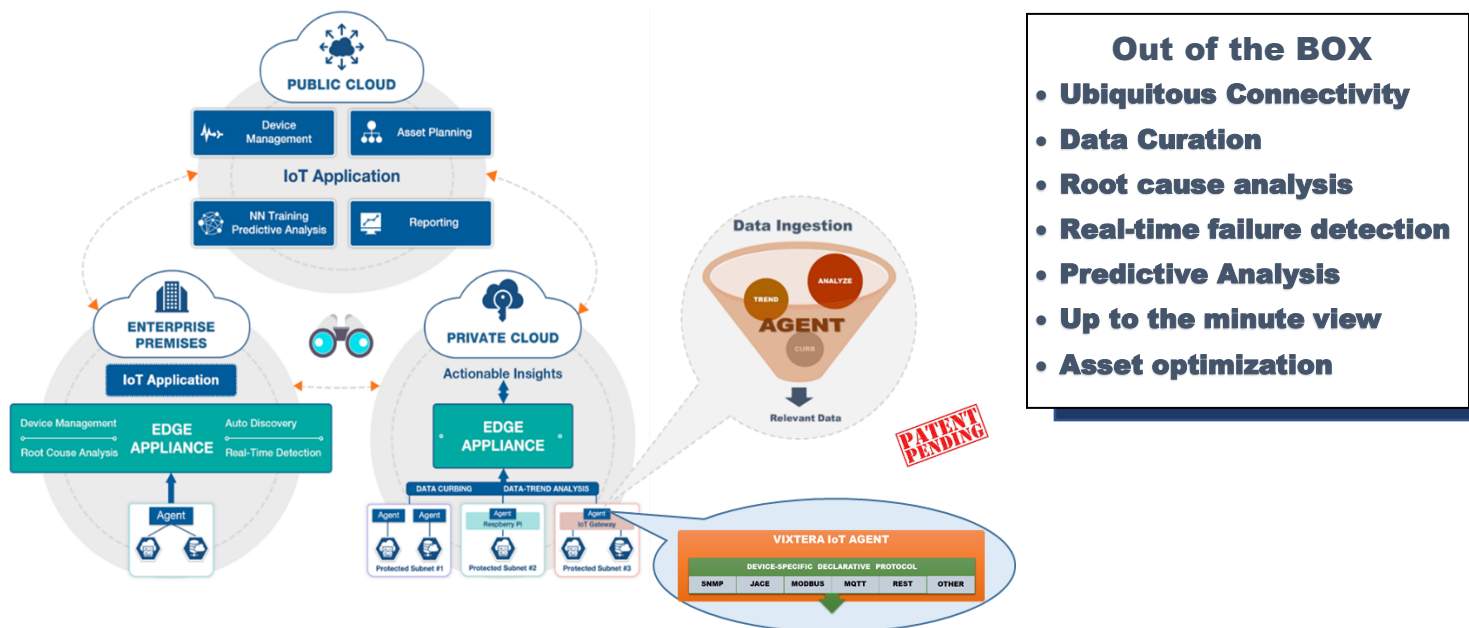 PUBLIC CLOUD
Device
Management
Asset Planning
IoT Application
NN Training
Predictive Analysis
Reporting
ENTERPRISE
PREMISES
IoT Application
Device Management
Auto Discovery
EDGE
APPLIANCE
Root Couse Analysis
Real-Time Detection
Agent
PRIVATE CLOUD
Actionable Insights
EDGE
APPLIANCE
DATA CURBING
DATA-TREND ANALYSIS
Agent
Agent
Protected Subnet #1
Agent
Respberry Pi
Protected Subnet #2
Agent
IoT Gateway
Protected Subnet #3
Data Ingestion
TREND
ANALYZE
AGENT
CURB
Relevant Data
PATENT
PENDING
VIXTERA IoT AGENT
DEVICE-SPECIFIC DECLARATIVE PROTOCOL
SNMP JACE MODBUS MQTT REST OTHER
Out of the BOX
• Ubiquitous Connectivity
• Data Curation
• Root cause analysis
• Real-time failure detection
• Predictive Analysis
• Up to the minute view
• Asset optimization